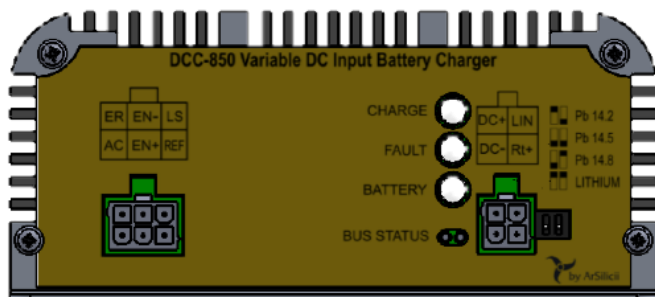 DCC-850 Variable DC Input Battery Charger
ER EN- LS
AC EN+ REF
CHARGE
FAULT
BATTERY
BUS STATUS
DC+ LIN
DC- Rt+
Pb 14.2
Pb 14.5
Pb 14.8
LITHIUM
by ArSilicii